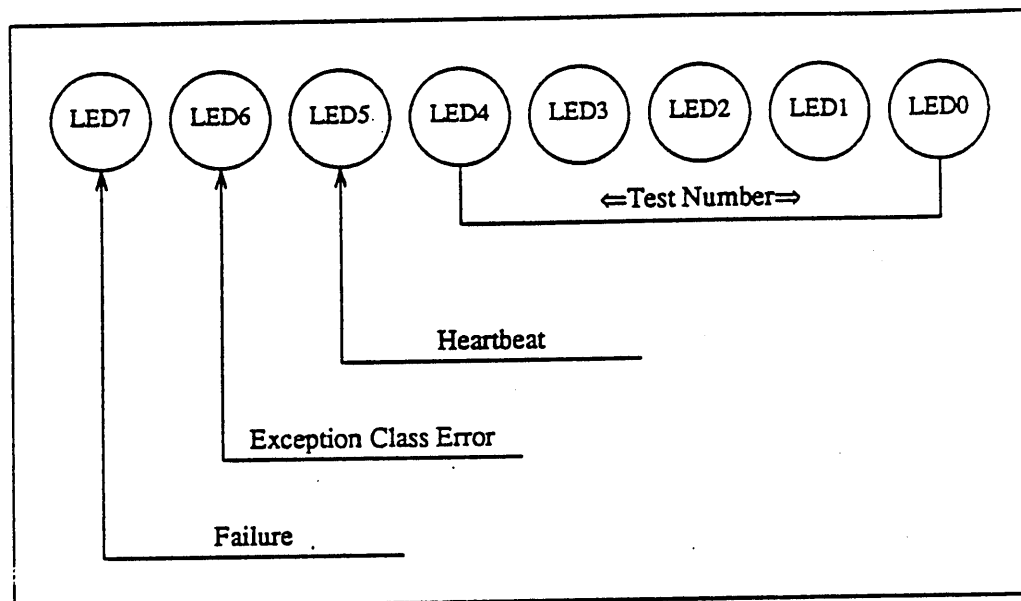 LED7 LED6 LED5 LED4 LED3 LED2 LED1 LED0
⇐Test Number⇒
Heartbeat
Exception Class Error
Failure